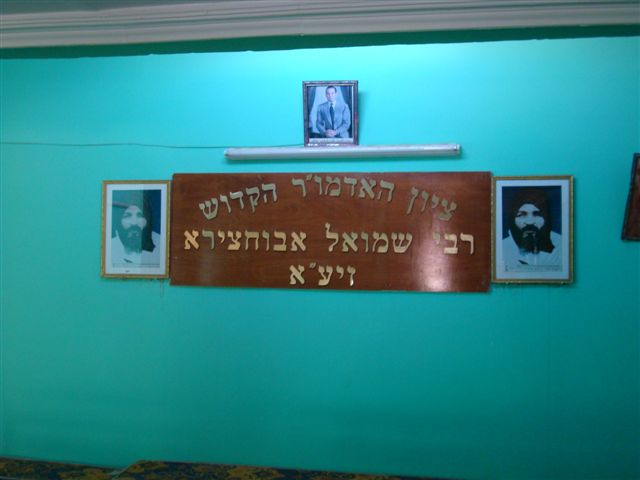 ציון האדמו״ר הקדוש
רבי שמואל אבוחצירא
זיע״א